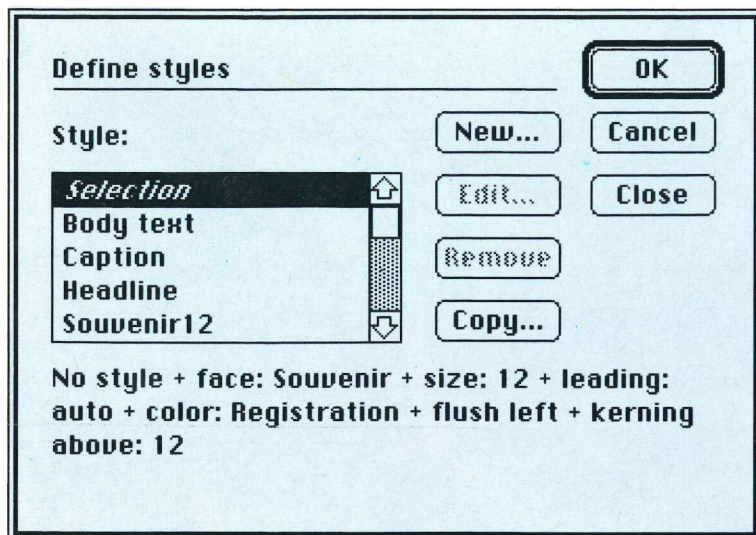 Define styles
OK
Style:
New...
Cancel
Selection
Edit...
Close
Body text
Caption
Remove
Headline
Souvenir12
Copy...
No style + face: Souvenir + size: 12 + leading:
auto + color: Registration + flush left + kerning
above: 12